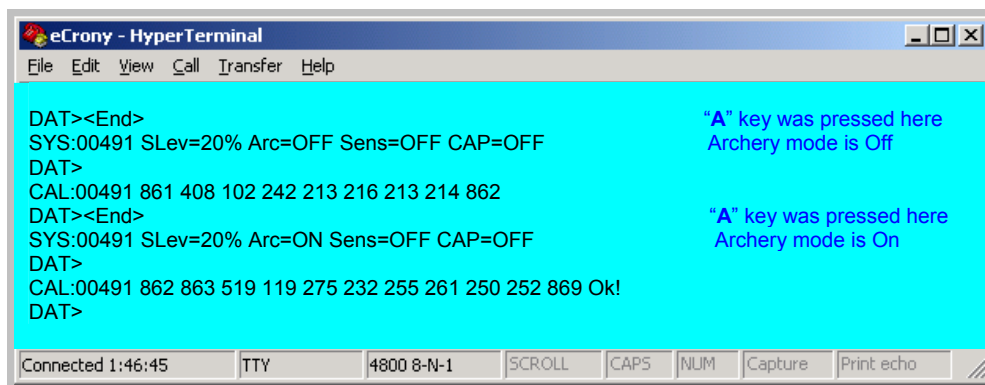 eCrony - HyperTerminal
File Edit View Call Transfer Help
DAT><End> “A” key was pressed here
SYS:00491 SLev=20% Arc=OFF Sens=OFF CAP=OFF Archery mode is Off
DAT>
CAL:00491 861 408 102 242 213 216 213 214 862
DAT><End> “A” key was pressed here
SYS:00491 SLev=20% Arc=ON Sens=OFF CAP=OFF Archery mode is On
DAT>
CAL:00491 862 863 519 119 275 232 255 261 250 252 869 Ok!
DAT>
Connected 1:46:45 TTY 4800 8-N-1 SCROLL CAPS NUM Capture Print echo